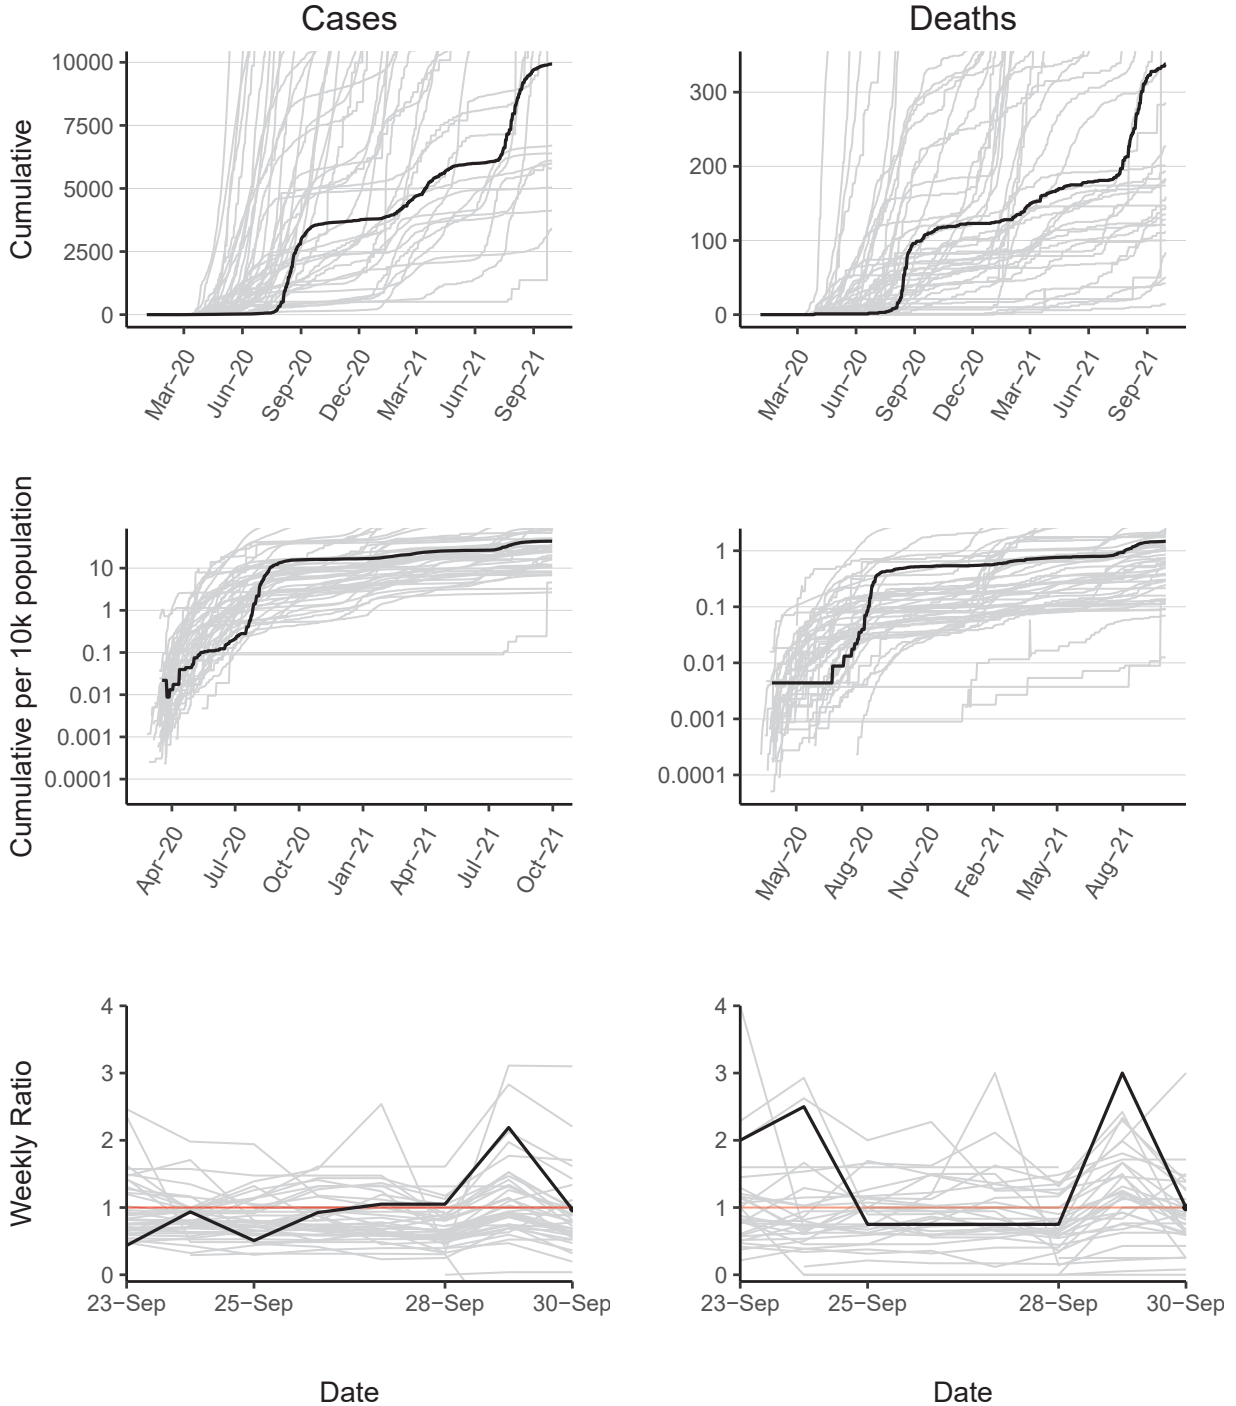 Cases
Deaths
Cumulative
10000
7500
5000
2500
0
Mar−20
Jun−20
Sep−20
Dec−20
Mar−21
Jun−21
Sep−21
300
200
100
0
Mar−20
Jun−20
Sep−20
Dec−20
Mar−21
Jun−21
Sep−21
Cumulative per 10k population
10
1
0.1
0.01
0.001
0.0001
Apr−20
Jul−20
Oct−20
Jan−21
Apr−21
Jul−21
Oct−21
1
0.1
0.01
0.001
0.0001
May−20
Aug−20
Nov−20
Feb−21
May−21
Aug−21
Weekly Ratio
4
3
2
1
0
23−Sep
25−Sep
28−Sep
30−Sep
4
3
2
1
0
23−Sep
25−Sep
28−Sep
30−Sep
Date
Date